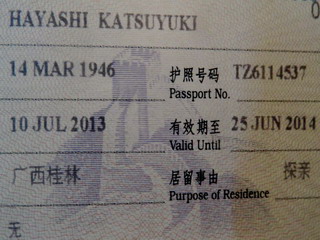 HAYASHI KATSUYUKI
14 MAR 1946 护照号码 TZ6114537
Passport No.
10 JUL 2013 有效期至 25 JUN 2014
Valid Until
广西桂林 居留事由 探亲
Purpose of Residence
无